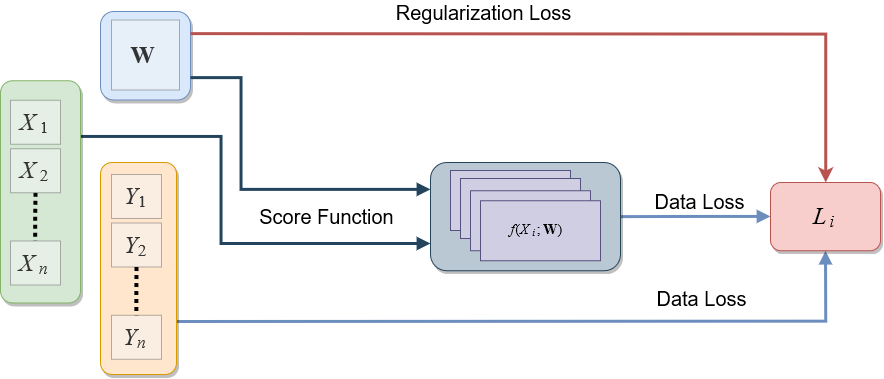 Regularization Loss
W
X₁
X₂
Xₙ
Y₁
Y₂
Yₙ
Score Function
f(Xᵢ; W)
Data Loss
Lᵢ
Data Loss